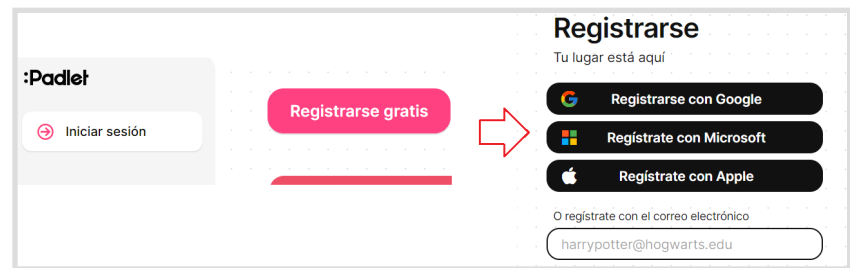 :Padlet
Iniciar sesión
Registrarse gratis
Registrarse
Tu lugar está aquí
Registrarse con Google
Regístrate con Microsoft
Regístrate con Apple
O regístrate con el correo electrónico
harrypotter@hogwarts.edu